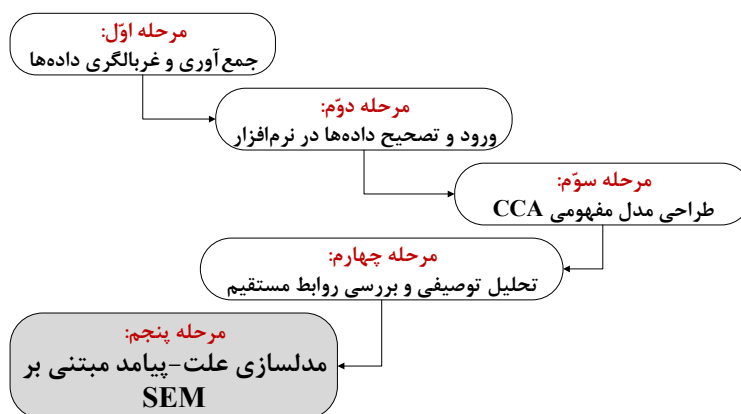 مرحله اوّل:
جمع‌آوری و غربالگری داده‌ها
مرحله دوّم:
ورود و تصحیح داده‌ها در نرم‌افزار
مرحله سوّم:
طراحی مدل مفهومی CCA
مرحله چهارم:
تحلیل توصیفی و بررسی روابط مستقیم
مرحله پنجم:
مدلسازی علت-پیامد مبتنی بر
SEM